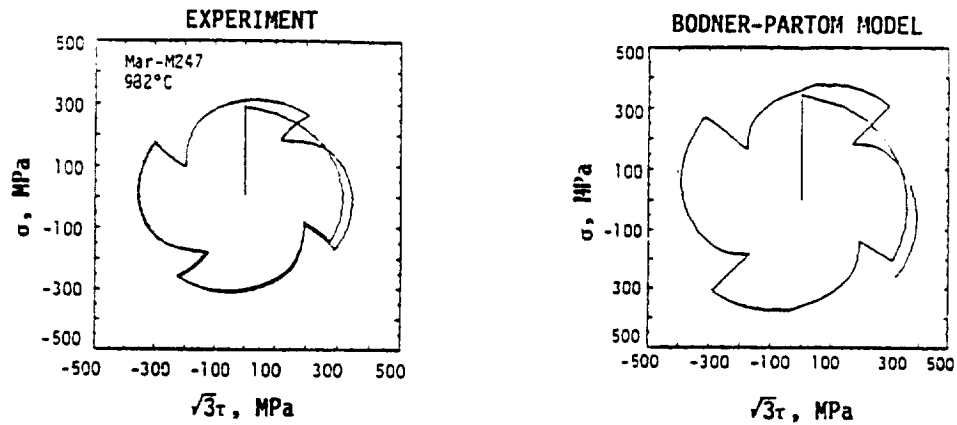 EXPERIMENT
500
300
100
-100
-300
-500
σ, MPa
Mar-M247
982°C
-500 -300 -100 100 300 500
√3τ, MPa
BODNER-PARTOM MODEL
500
300
100
-100
300
500
σ, MPa
-500 -300 -100 100 300 500
√3τ, MPa